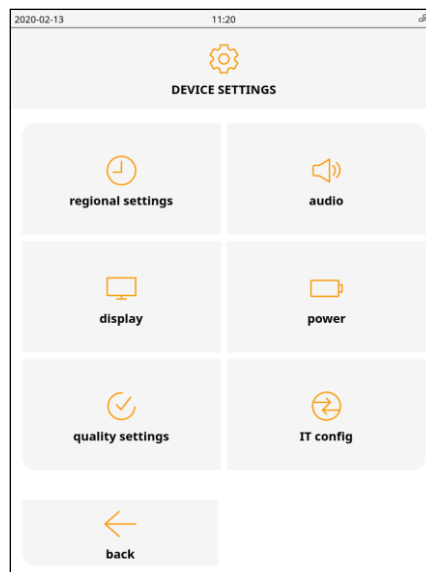 2020-02-13 11:20
DEVICE SETTINGS
regional settings audio
display power
quality settings IT config
back